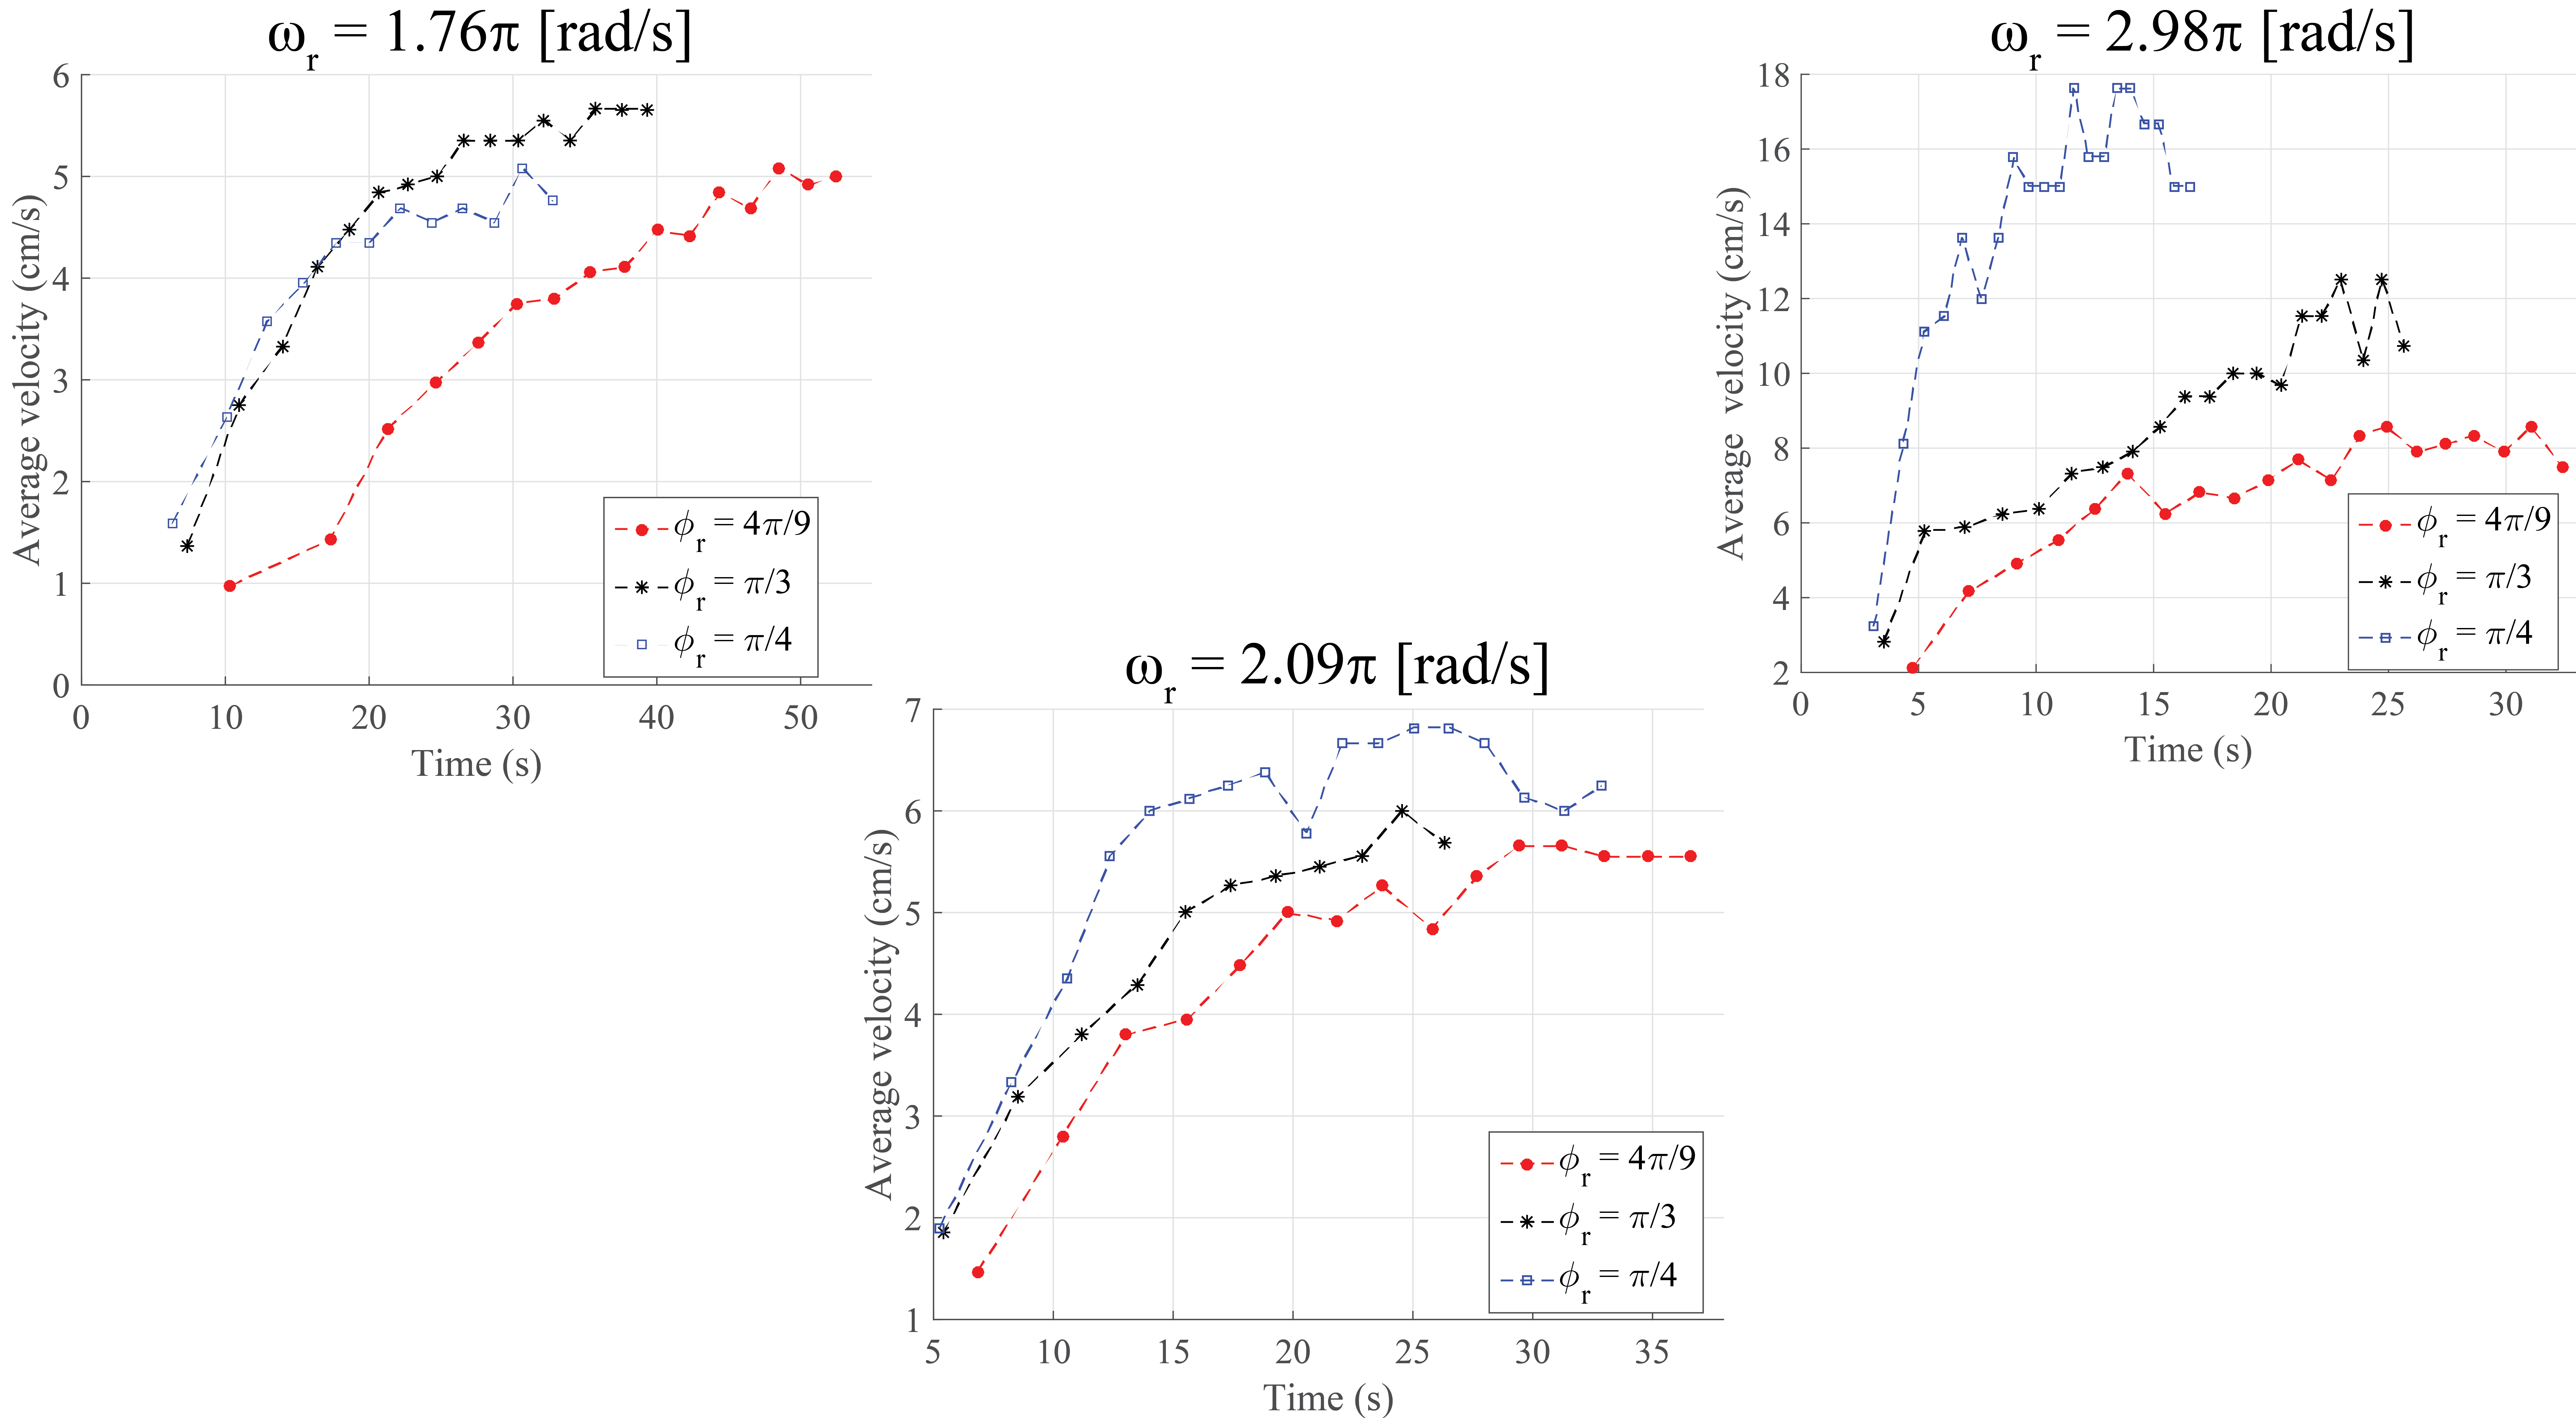 ωr = 1.76π [rad/s]
6
5
4
3
2
1
0
Average velocity (cm/s)
0 10 20 30 40 50
Time (s)
ϕr = 4π/9
ϕr = π/3
ϕr = π/4
ωr = 2.09π [rad/s]
7
6
5
4
3
2
1
Average velocity (cm/s)
5 10 15 20 25 30 35
Time (s)
ϕr = 4π/9
ϕr = π/3
ϕr = π/4
ωr = 2.98π [rad/s]
18
16
14
12
10
8
6
4
2
Average velocity (cm/s)
0 5 10 15 20 25 30
Time (s)
ϕr = 4π/9
ϕr = π/3
ϕr = π/4